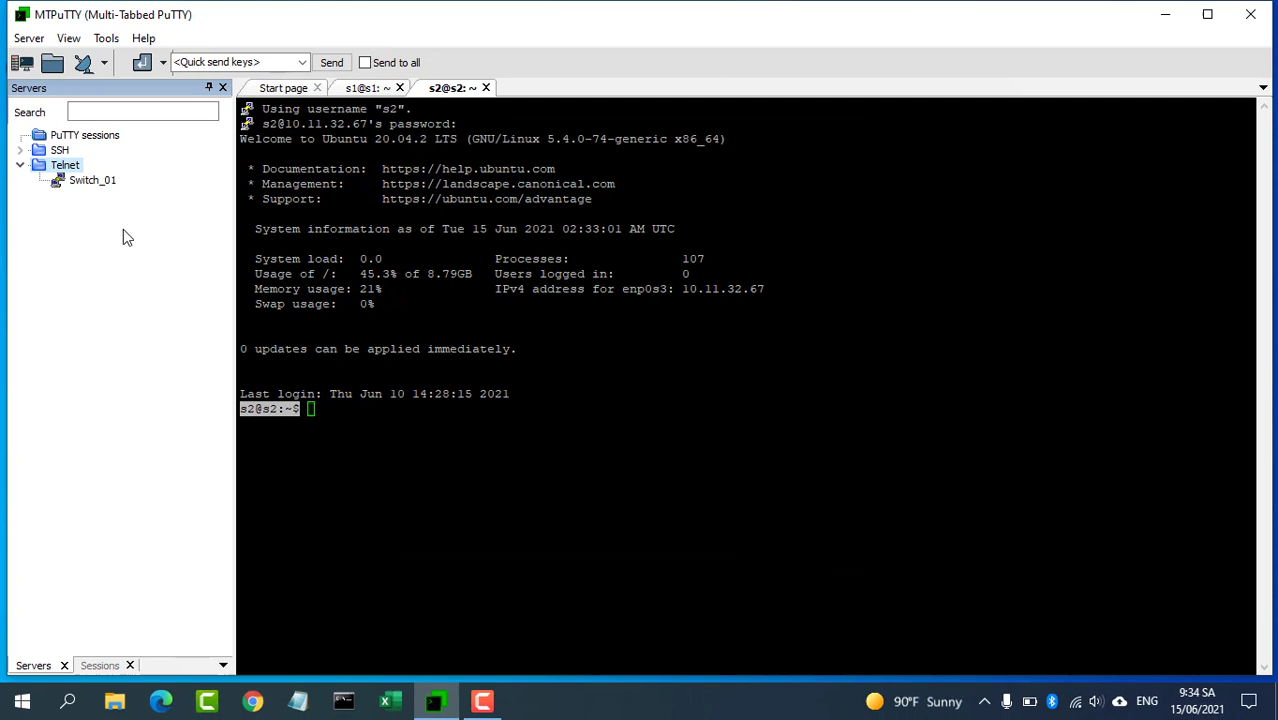 MTPuTTY (Multi-Tabbed PuTTY)
Server View Tools Help
<Quick send keys> Send Send to all
Servers
Start page s1@s1: ~ s2@s2: ~
Search
PuTTY sessions
SSH
Telnet
Switch_01
Using username "s2".
s2@10.11.32.67's password:
Welcome to Ubuntu 20.04.2 LTS (GNU/Linux 5.4.0-74-generic x86_64)
* Documentation: https://help.ubuntu.com
* Management: https://landscape.canonical.com
* Support: https://ubuntu.com/advantage
System information as of Tue 15 Jun 2021 02:33:01 AM UTC
System load: 0.0 Processes: 107
Usage of /: 45.3% of 8.79GB Users logged in: 0
Memory usage: 21% IPv4 address for enp0s3: 10.11.32.67
Swap usage: 0%
0 updates can be applied immediately.
Last login: Thu Jun 10 14:28:15 2021
s2@s2:~$
Servers Sessions
90°F Sunny ENG 9:34 SA
15/06/2021